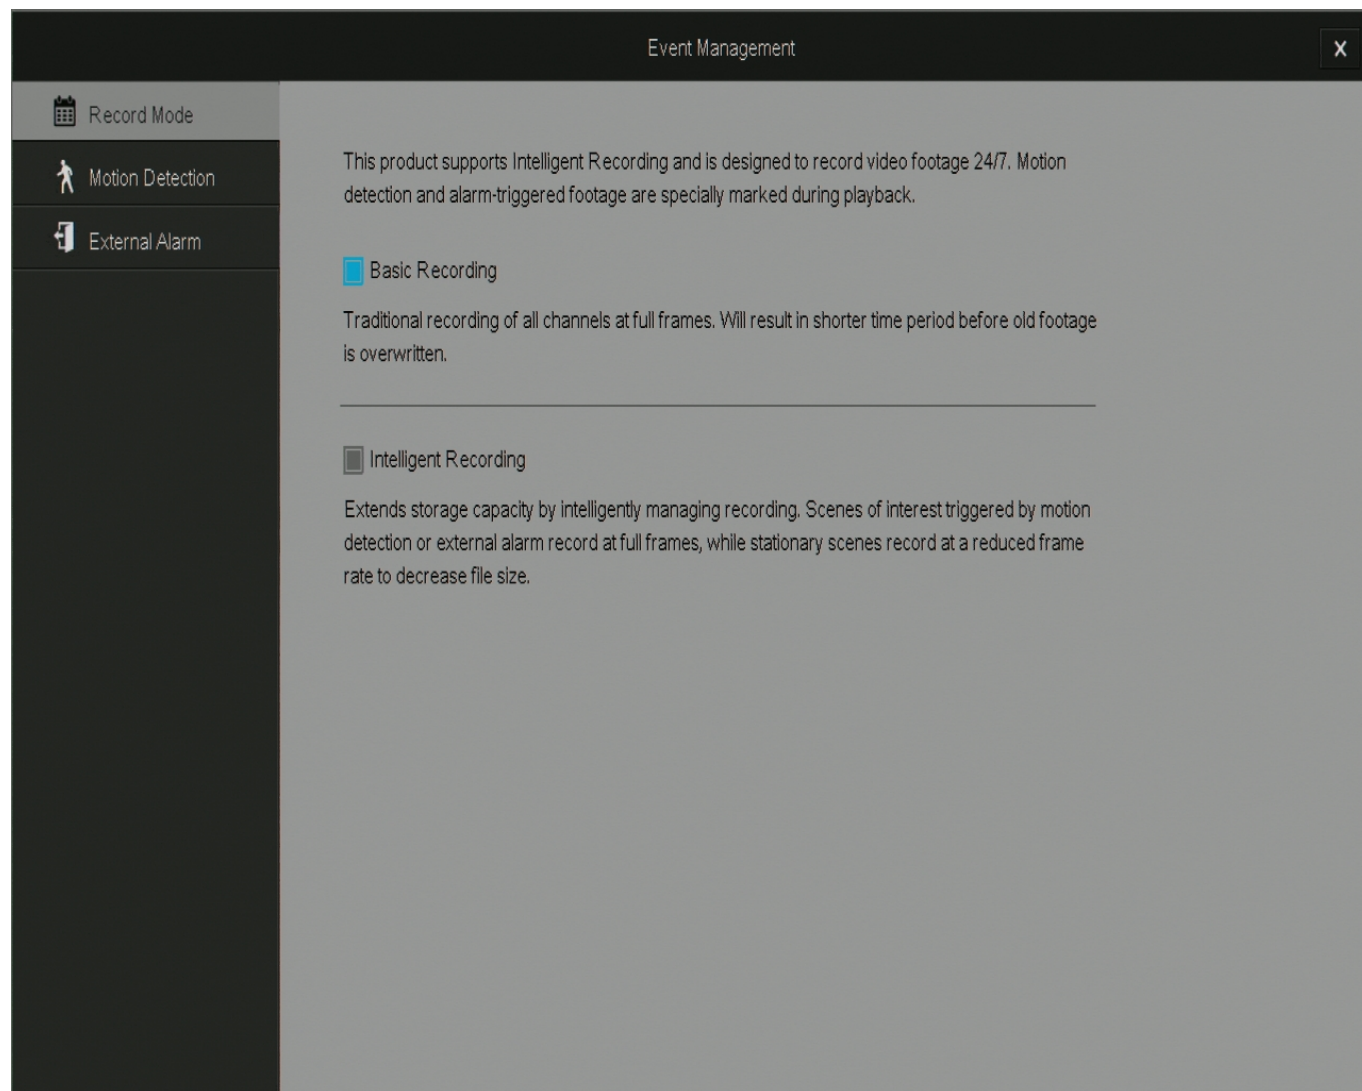 Event Management
X
Record Mode
Motion Detection
External Alarm
This product supports Intelligent Recording and is designed to record video footage 24/7. Motion
detection and alarm-triggered footage are specially marked during playback.
Basic Recording
Traditional recording of all channels at full frames. Will result in shorter time period before old footage
is overwritten.
Intelligent Recording
Extends storage capacity by intelligently managing recording. Scenes of interest triggered by motion
detection or external alarm record at full frames, while stationary scenes record at a reduced frame
rate to decrease file size.